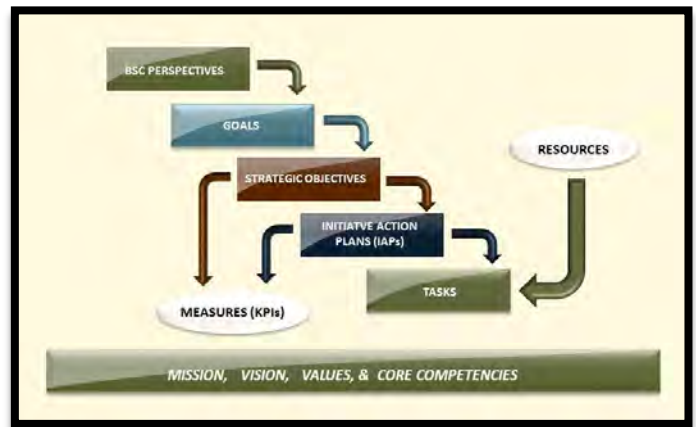 BSC PERSPECTIVES
GOALS
RESOURCES
STRATEGIC OBJECTIVES
INITIATVE ACTION
PLANS (IAPs)
TASKS
MEASURES (KPIs)
MISSION, VISION, VALUES, & CORE COMPETENCIES